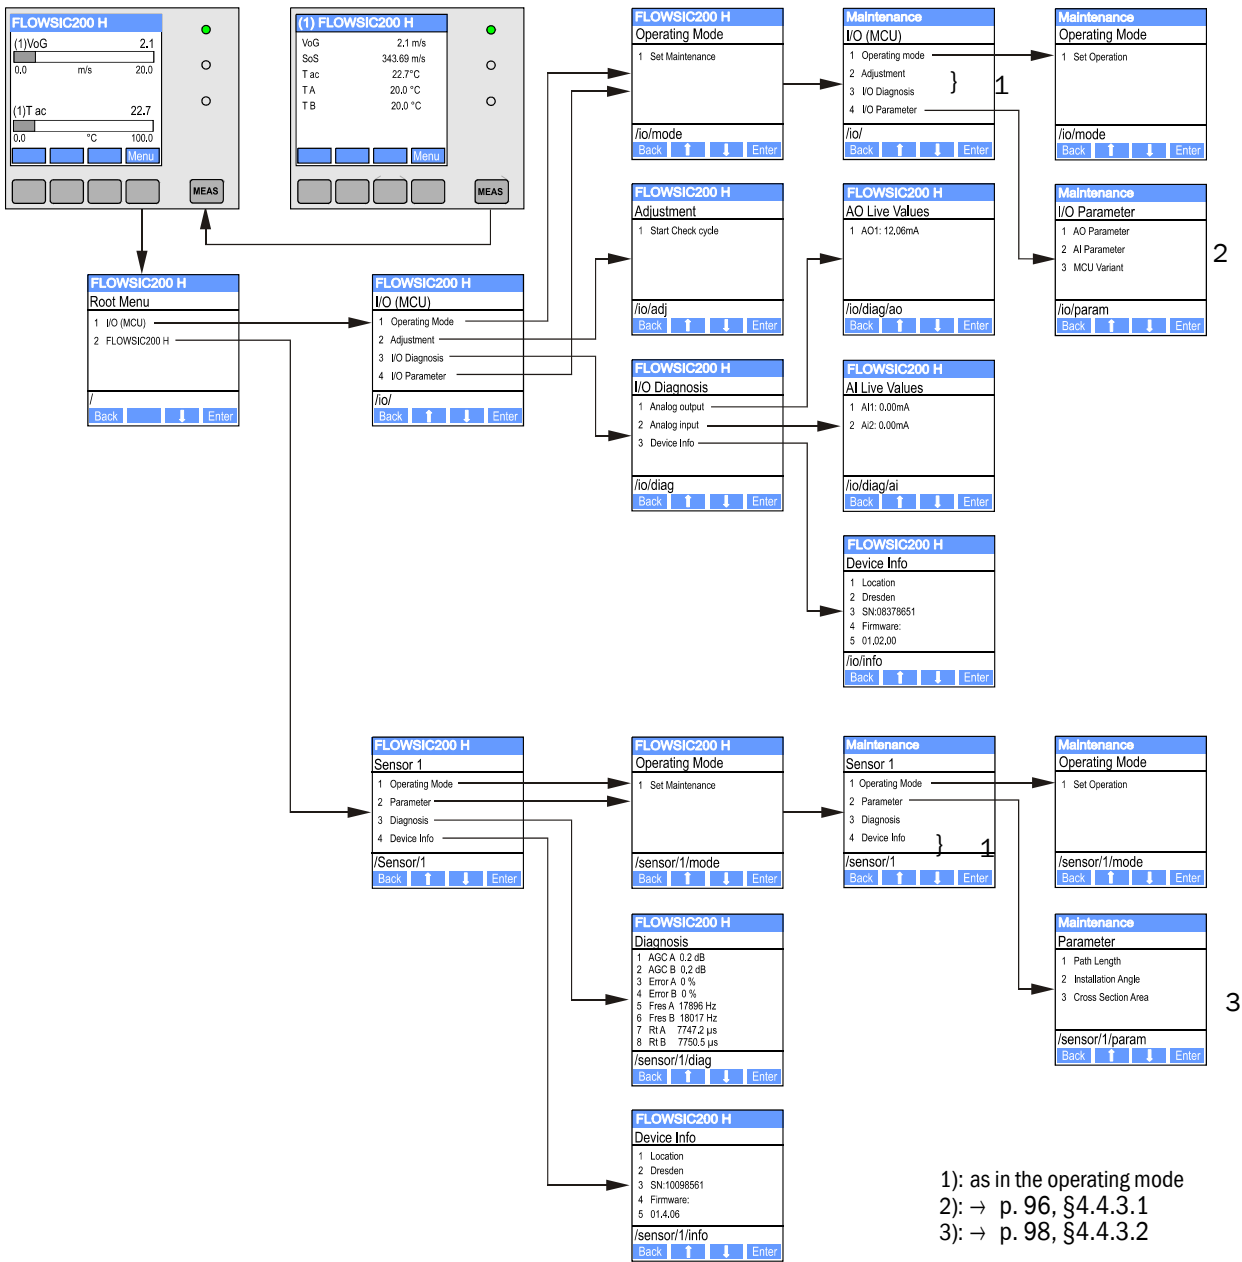 FLOWSIC200 H
(1)VoG 2.1
0.0 m/s 20.0
(1)T ac 22.7
0.0 °C 100.0
Menu
MEAS
(1) FLOWSIC200 H
VoG 2.1 m/s
SoS 343.69 m/s
T ac 22.7°C
T A 20.0 °C
T B 20.0 °C
Menu
MEAS
FLOWSIC200 H
Operating Mode
1 Set Maintenance
/io/mode
Back Enter
Maintenance
I/O (MCU)
1 Operating mode
2 Adjustment
3 I/O Diagnosis
4 I/O Parameter
} 1
/io/
Back Enter
Maintenance
Operating Mode
1 Set Operation
/io/mode
Back Enter
FLOWSIC200 H
Adjustment
1 Start Check cycle
/io/adj
Back Enter
FLOWSIC200 H
AO Live Values
1 AO1: 12,06mA
/io/diag/ao
Back Enter
Maintenance
I/O Parameter
1 AO Parameter
2 AI Parameter
3 MCU Variant
/io/param
Back Enter
2
FLOWSIC200 H
Root Menu
1 I/O (MCU)
2 FLOWSIC200 H
/
Back Enter
FLOWSIC200 H
I/O (MCU)
1 Operating Mode
2 Adjustment
3 I/O Diagnosis
4 I/O Parameter
/io/
Back Enter
FLOWSIC200 H
I/O Diagnosis
1 Analog output
2 Analog input
3 Device Info
/io/diag
Back Enter
FLOWSIC200 H
AI Live Values
1 AI1: 0.00mA
2 Ai2: 0.00mA
/io/diag/ai
Back Enter
FLOWSIC200 H
Device Info
1 Location
2 Dresden
3 SN:08378651
4 Firmware:
5 01.02.00
/io/info
Back Enter
FLOWSIC200 H
Sensor 1
1 Operating Mode
2 Parameter
3 Diagnosis
4 Device Info
/Sensor/1
Back Enter
FLOWSIC200 H
Operating Mode
1 Set Maintenance
/sensor/1/mode
Back Enter
Maintenance
Sensor 1
1 Operating Mode
2 Parameter
3 Diagnosis
4 Device Info
} 1
/sensor/1
Back Enter
Maintenance
Operating Mode
1 Set Operation
/sensor/1/mode
Back Enter
FLOWSIC200 H
Diagnosis
1 AGC A 0.2 dB
2 AGC B 0,2 dB
3 Error A 0 %
4 Error B 0 %
5 Fres A 17896 Hz
6 Fres B 18017 Hz
7 Rt A 7747.2 µs
8 Rt B 7750.5 µs
/sensor/1/diag
Back Enter
Maintenance
Parameter
1 Path Length
2 Installation Angle
3 Cross Section Area
/sensor/1/param
Back Enter
3
FLOWSIC200 H
Device Info
1 Location
2 Dresden
3 SN:10098561
4 Firmware:
5 01.4.06
/sensor/1/info
Back Enter
1): as in the operating mode
2): → p. 96, §4.4.3.1
3): → p. 98, §4.4.3.2